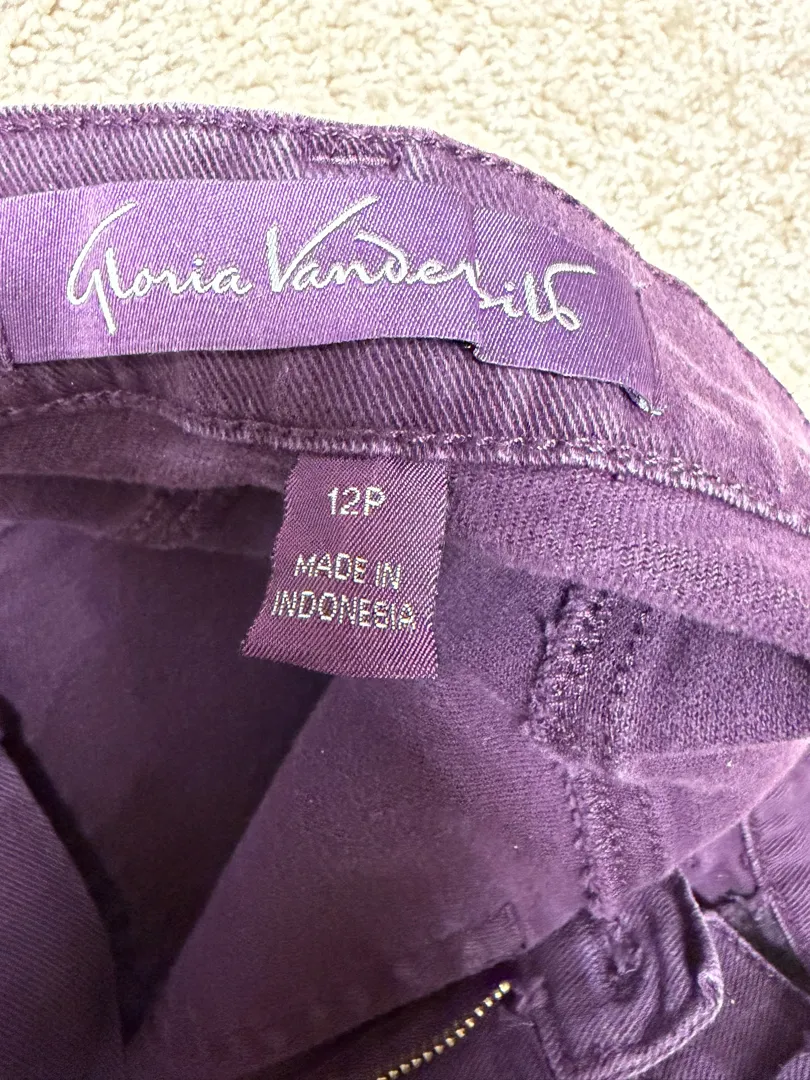 Gloria Vanderbilt
12P
MADE IN
INDONESIA